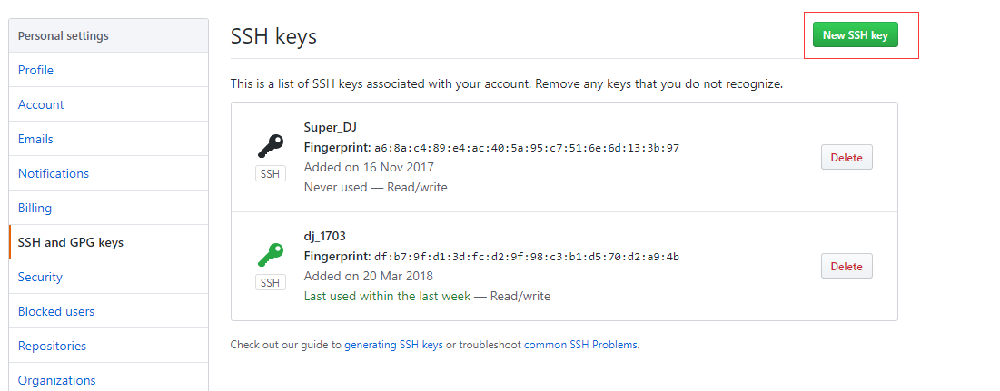 Personal settings
Profile
Account
Emails
Notifications
Billing
SSH and GPG keys
Security
Blocked users
Repositories
Organizations
SSH keys
New SSH key
This is a list of SSH keys associated with your account. Remove any keys that you do not recognize.
SSH
Super_DJ
Fingerprint: a6:8a:c4:89:e4:ac:40:5a:95:c7:51:6e:6d:13:3b:97
Added on 16 Nov 2017
Never used — Read/write
Delete
SSH
dj_1703
Fingerprint: df:b7:9f:d1:3d:fc:d2:9f:98:c3:b1:d5:70:d2:a9:4b
Added on 20 Mar 2018
Last used within the last week — Read/write
Delete
Check out our guide to generating SSH keys or troubleshoot common SSH Problems.